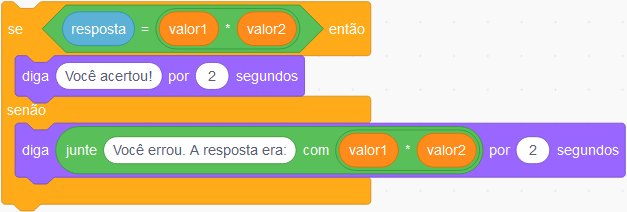 se resposta = valor1 * valor2 então
diga Você acertou! por 2 segundos
senão
diga junte Você errou. A resposta era: com valor1 * valor2 por 2 segundos